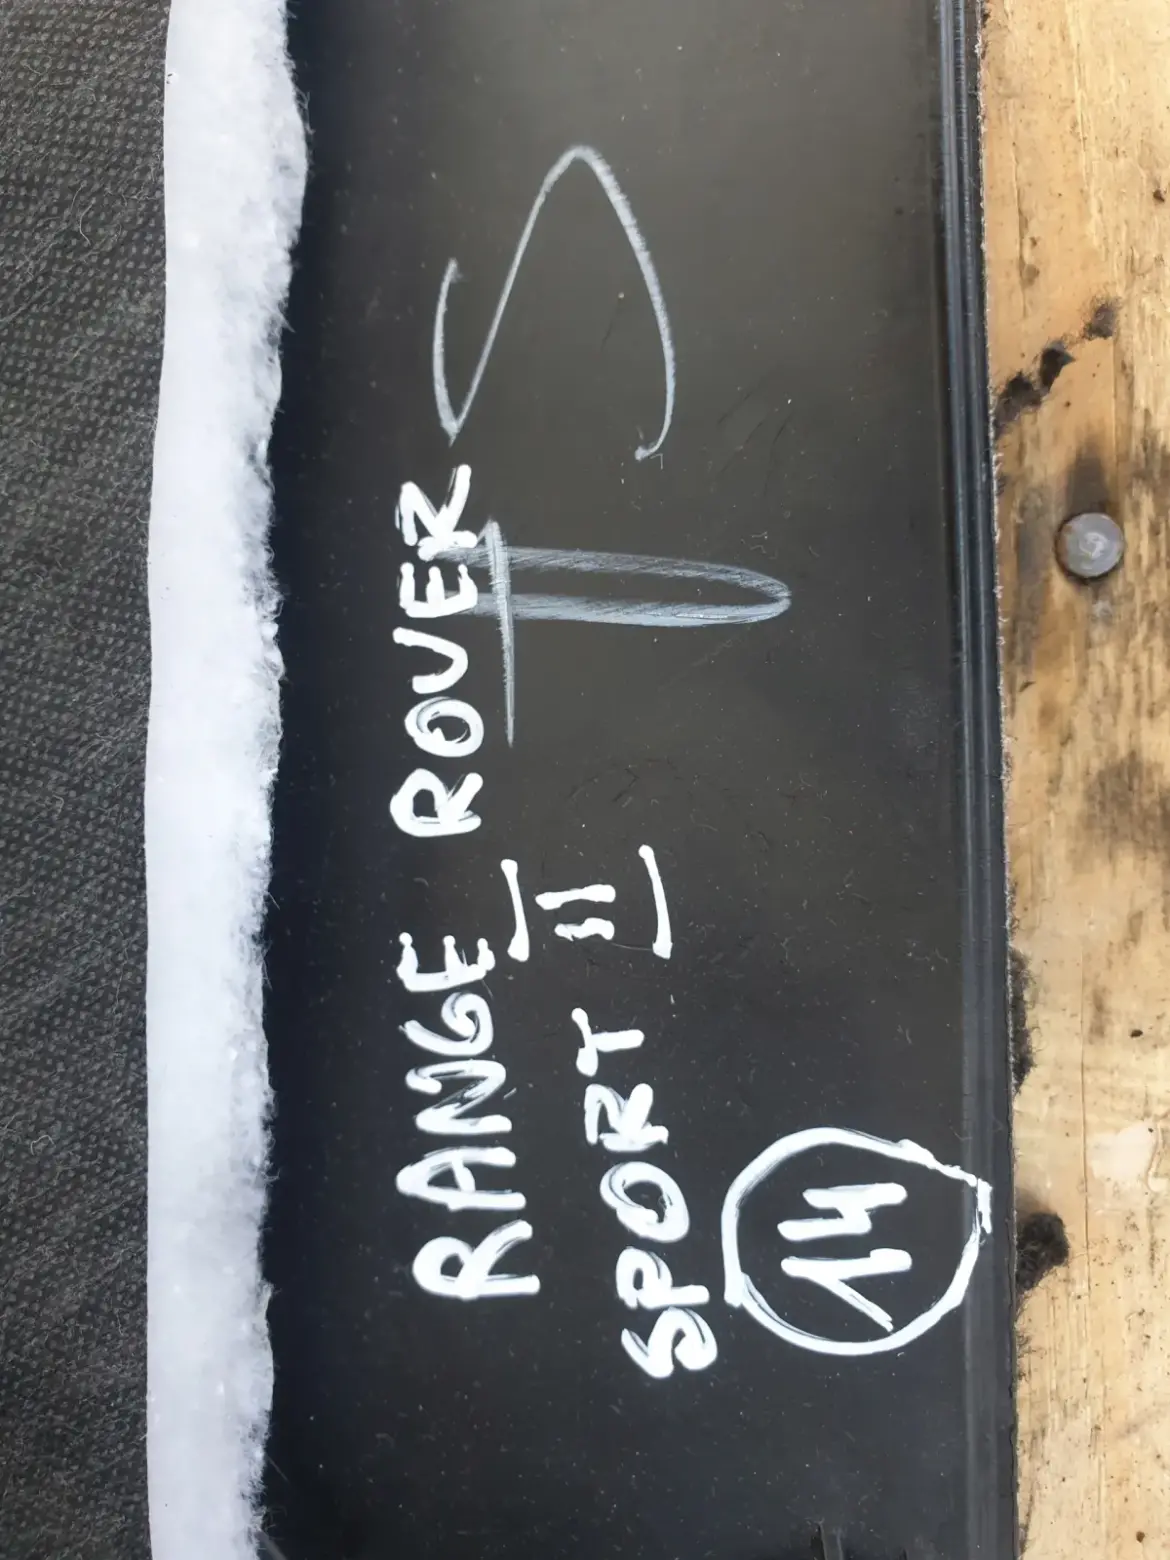 RANGE ROVER
SPORT II
14